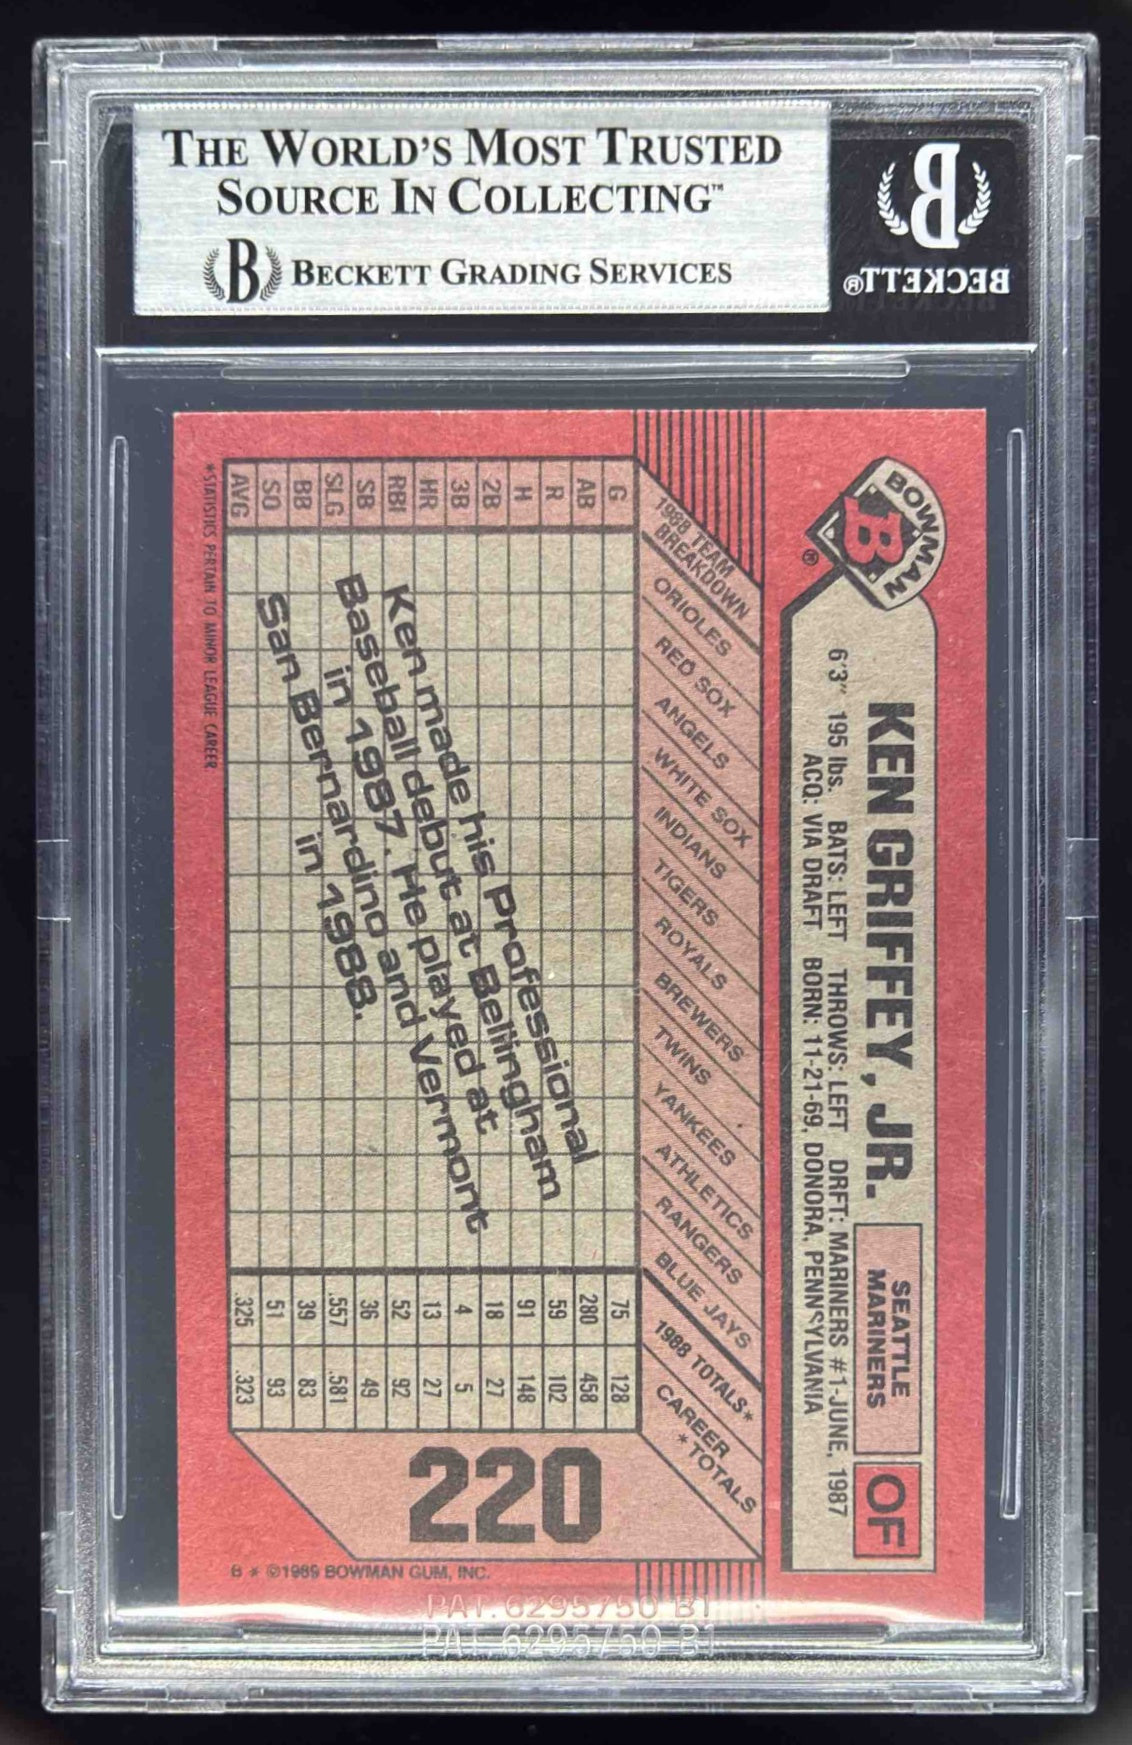 THE WORLD'S MOST TRUSTED
SOURCE IN COLLECTING™
B BECKETT GRADING SERVICES
B
BECKETT®
BOWMAN
B
®
KEN GRIFFEY, JR.
SEATTLE
MARINERS
OF
6'3" 195 lbs. BATS: LEFT THROWS: LEFT DRFT: MARINERS #1-JUNE, 1987
ACQ: VIA DRAFT BORN: 11-21-69, DONORA, PENNSYLVANIA
1988 TEAM
BREAKDOWN
ORIOLES
RED SOX
ANGELS
WHITE SOX
INDIANS
TIGERS
ROYALS
BREWERS
TWINS
YANKEES
ATHLETICS
RANGERS
BLUE JAYS
1988 TOTALS*
CAREER
*TOTALS
G 75 128
AB 280 458
R 59 102
H 91 148
2B 18 27
3B 4 5
HR 13 27
RBI 52 92
SB 36 49
SLG .557 .581
BB 39 83
SO 51 93
AVG .325 .323
Ken made his Professional
Baseball debut at Bellingham
in 1987. He played at
San Bernardino and Vermont
in 1988.
*STATISTICS PERTAIN TO MINOR LEAGUE CAREER
220
B * ©1989 BOWMAN GUM, INC.
PAT. 6295750 B1